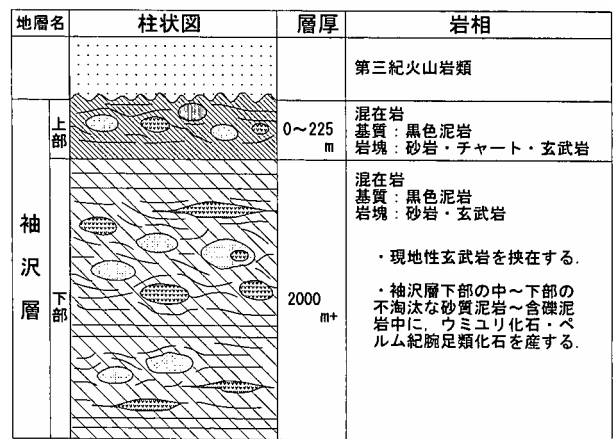 地層名 柱状図 層厚 岩相
第三紀火山岩類
袖沢層
上部
0〜225
m
混在岩
基質：黒色泥岩
岩塊：砂岩・チャート・玄武岩
下部
2000
m+
混在岩
基質：黒色泥岩
岩塊：砂岩・玄武岩
・現地性玄武岩を挟在する.
・袖沢層下部の中〜下部の
不淘汰な砂質泥岩〜含礫泥
岩中に，ウミユリ化石・ペ
ルム紀腕足類化石を産する.